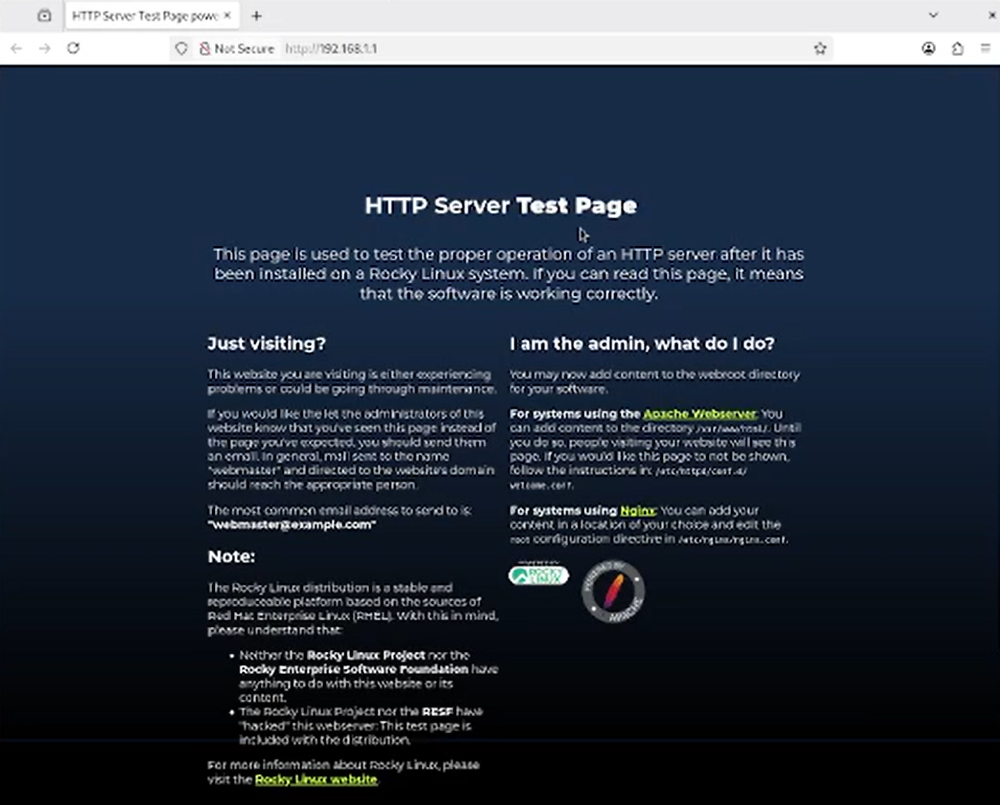 HTTP Server Test Page powe
Not Secure
http://192.168.1.1
HTTP Server Test Page
This page is used to test the proper operation of an HTTP server after it has
been installed on a Rocky Linux system. If you can read this page, it means
that the software is working correctly.
Just visiting?
This website you are visiting is either experiencing
problems or could be going through maintenance.
If you would like the let the administrators of this
website know that you've seen this page instead of
the page you've expected, you should send them
an email. In general, mail sent to the name
"webmaster" and directed to the website's domain
should reach the appropriate person.
The most common email address to send to is:
"webmaster@example.com"
Note:
The Rocky Linux distribution is a stable and
reproduceable platform based on the sources of
Red Hat Enterprise Linux (RHEL). With this in mind,
please understand that:
• Neither the Rocky Linux Project nor the
Rocky Enterprise Software Foundation have
anything to do with this website or its
content.
• The Rocky Linux Project nor the RESF have
"hacked" this webserver: This test page is
included with the distribution.
For more information about Rocky Linux, please
visit the Rocky Linux website.
I am the admin, what do I do?
You may now add content to the webroot directory
for your software.
For systems using the Apache Webserver: You
can add content to the directory /var/www/html/. Until
you do so, people visiting your website will see this
page. If you would like this page to not be shown,
follow the instructions in: /etc/httpd/conf.d/
welcome.conf.
For systems using Nginx: You can add your
content in a location of your choice and edit the
root configuration directive in /etc/nginx/nginx.conf.
ROCKY
LINUX
POWERED BY
APACHE